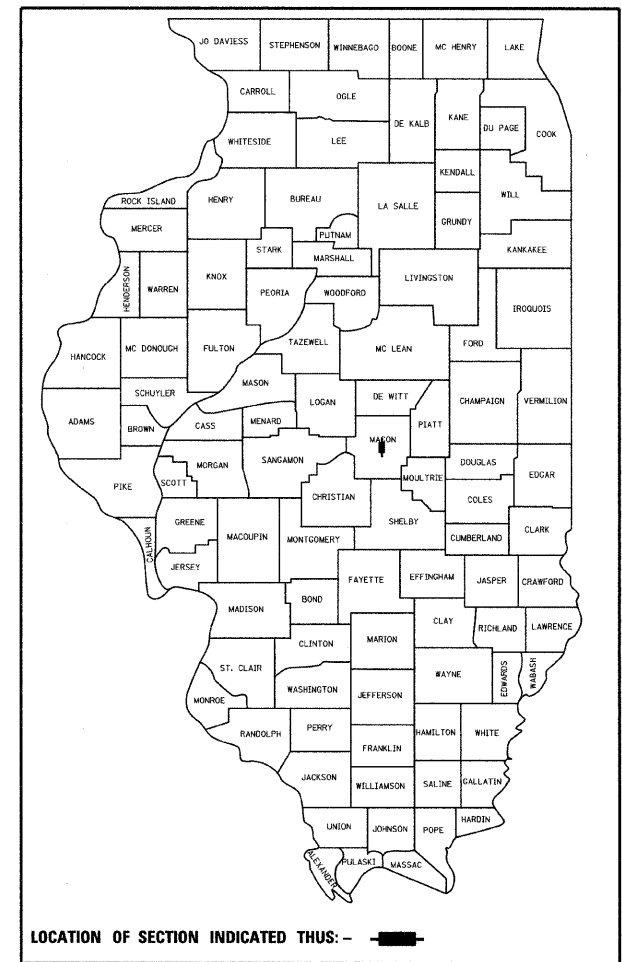 JO DAVIESS
STEPHENSON
WINNEBAGO
BOONE
MC HENRY
LAKE
CARROLL
OGLE
DE KALB
KANE
DU PAGE
COOK
WHITESIDE
LEE
KENDALL
WILL
ROCK ISLAND
HENRY
BUREAU
LA SALLE
GRUNDY
MERCER
PUTNAM
STARK
MARSHALL
KANKAKEE
HENDERSON
WARREN
KNOX
PEORIA
WOODFORD
LIVINGSTON
IROQUOIS
HANCOCK
MC DONOUGH
FULTON
TAZEWELL
MC LEAN
FORD
MASON
SCHUYLER
LOGAN
DE WITT
CHAMPAIGN
VERMILION
ADAMS
BROWN
CASS
MENARD
PIATT
MACON
SANGAMON
MORGAN
DOUGLAS
EDGAR
PIKE
SCOTT
CHRISTIAN
MOULTRIE
COLES
GREENE
MACOUPIN
MONTGOMERY
SHELBY
CUMBERLAND
CLARK
CALHOUN
JERSEY
FAYETTE
EFFINGHAM
JASPER
CRAWFORD
MADISON
BOND
CLAY
RICHLAND
LAWRENCE
CLINTON
MARION
ST. CLAIR
WAYNE
EDWARDS
WABASH
WASHINGTON
JEFFERSON
MONROE
RANDOLPH
PERRY
HAMILTON
WHITE
FRANKLIN
JACKSON
WILLIAMSON
SALINE
GALLATIN
UNION
JOHNSON
POPE
HARDIN
ALEXANDER
PULASKI
MASSAC
LOCATION OF SECTION INDICATED THUS: -